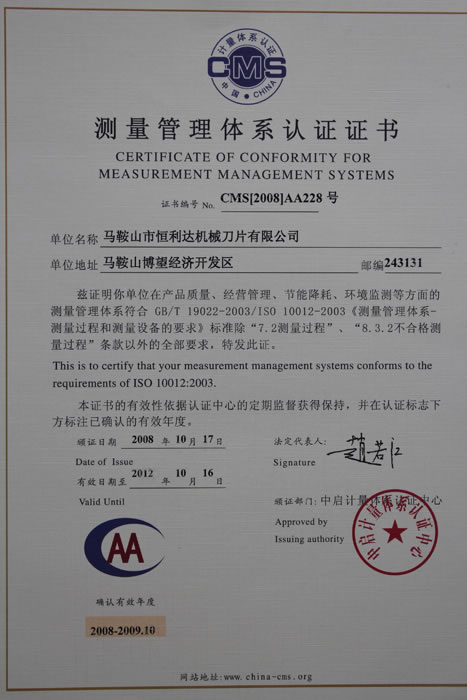 计量体系认证
CMS
中国·CHINA
测量管理体系认证证书
CERTIFICATE OF CONFORMITY FOR
MEASUREMENT MANAGEMENT SYSTEMS
证书编号 No. CMS[2008]AA228 号
单位名称 马鞍山市恒利达机械刀片有限公司
单位地址 马鞍山博望经济开发区 邮编 243131
兹证明你单位在产品质量、经营管理、节能降耗、环境监测等方面的
测量管理体系符合 GB/T 19022-2003/ISO 10012-2003《测量管理体系-
测量过程和测量设备的要求》标准除“7.2测量过程”、“8.3.2不合格测
量过程”条款以外的全部要求，特发此证。
This is to certify that your measurement management systems conforms to the
requirements of ISO 10012:2003.
本证书的有效性依据认证中心的定期监督获得保持，并在认证标志下
方标注已确认的有效年度。
颁证日期 2008 年 10 月 17 日
Date of Issue
有效日期至 2012 年 10 月 16 日
Valid Until
法定代表人:
赵若江
Signature
颁证部门: 中启计量体系认证中心
Approved by
Issuing authority
中启计量体系认证中心
AA
确认有效年度
2008-2009.10
网站地址:www.china-cms.org